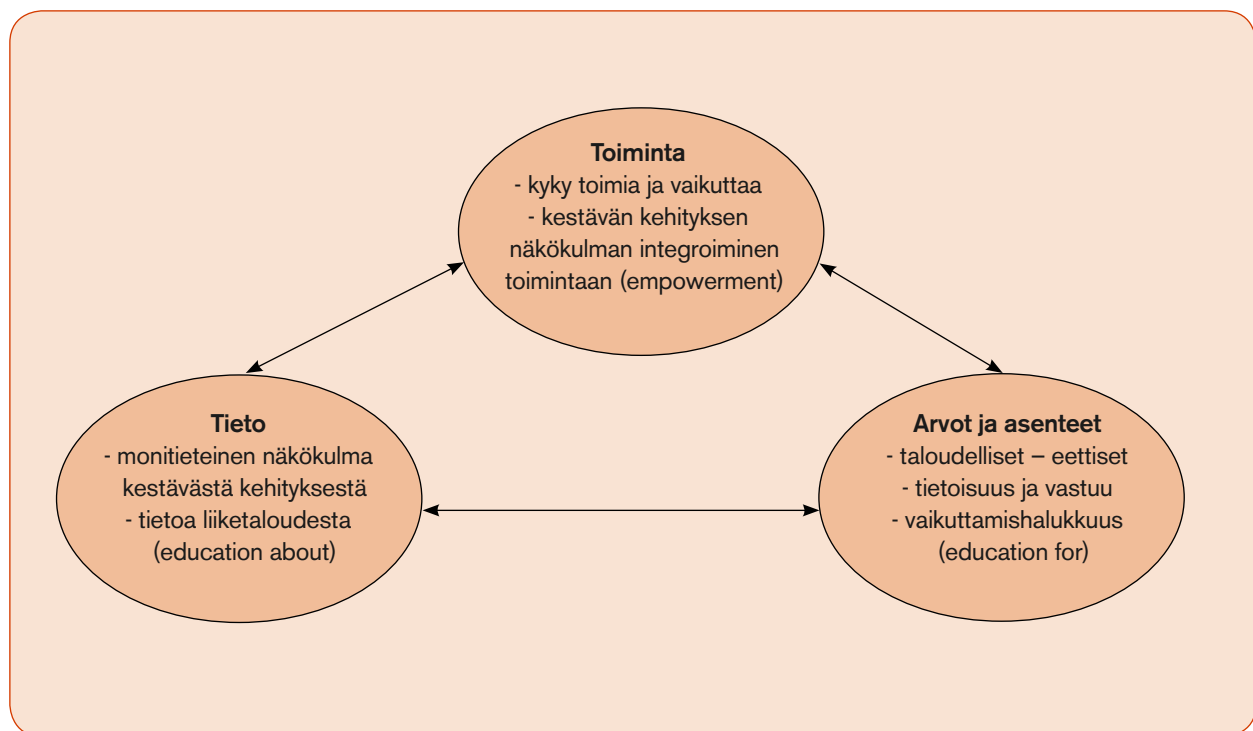 Toiminta
- kyky toimia ja vaikuttaa
- kestävän kehityksen
näkökulman integroiminen
toimintaan (empowerment)
Tieto
- monitieteinen näkökulma
kestävästä kehityksestä
- tietoa liiketaloudesta
(education about)
Arvot ja asenteet
- taloudelliset – eettiset
- tietoisuus ja vastuu
- vaikuttamishalukkuus
(education for)